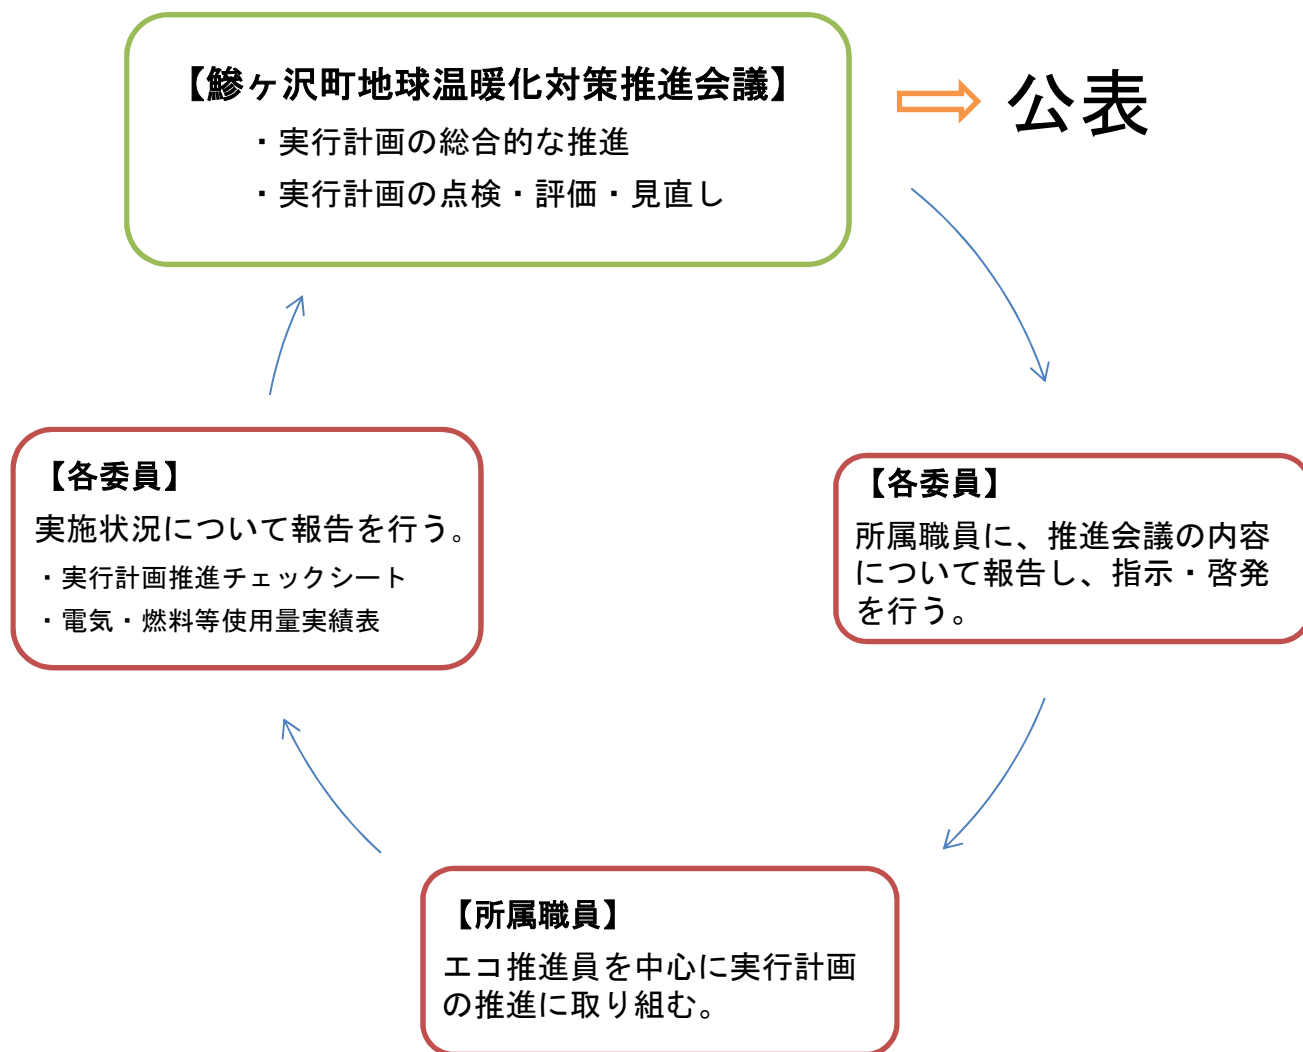 【鰺ヶ沢町地球温暖化対策推進会議】
・実行計画の総合的な推進
・実行計画の点検・評価・見直し
公表
【各委員】
実施状況について報告を行う。
・実行計画推進チェックシート
・電気・燃料等使用量実績表
【各委員】
所属職員に、推進会議の内容
について報告し、指示・啓発
を行う。
【所属職員】
エコ推進員を中心に実行計画
の推進に取り組む。